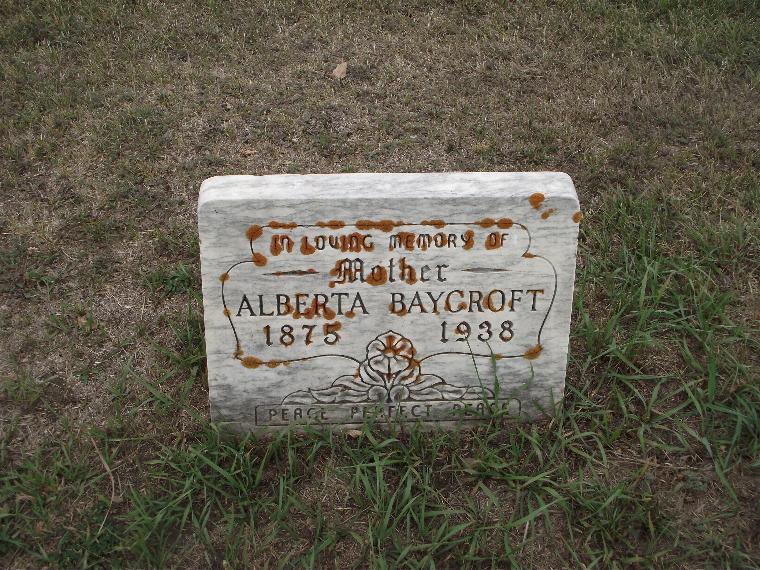 IN LOVING MEMORY OF
Mother
ALBERTA BAYCROFT
1875 1938
PEACE PERFECT PEACE